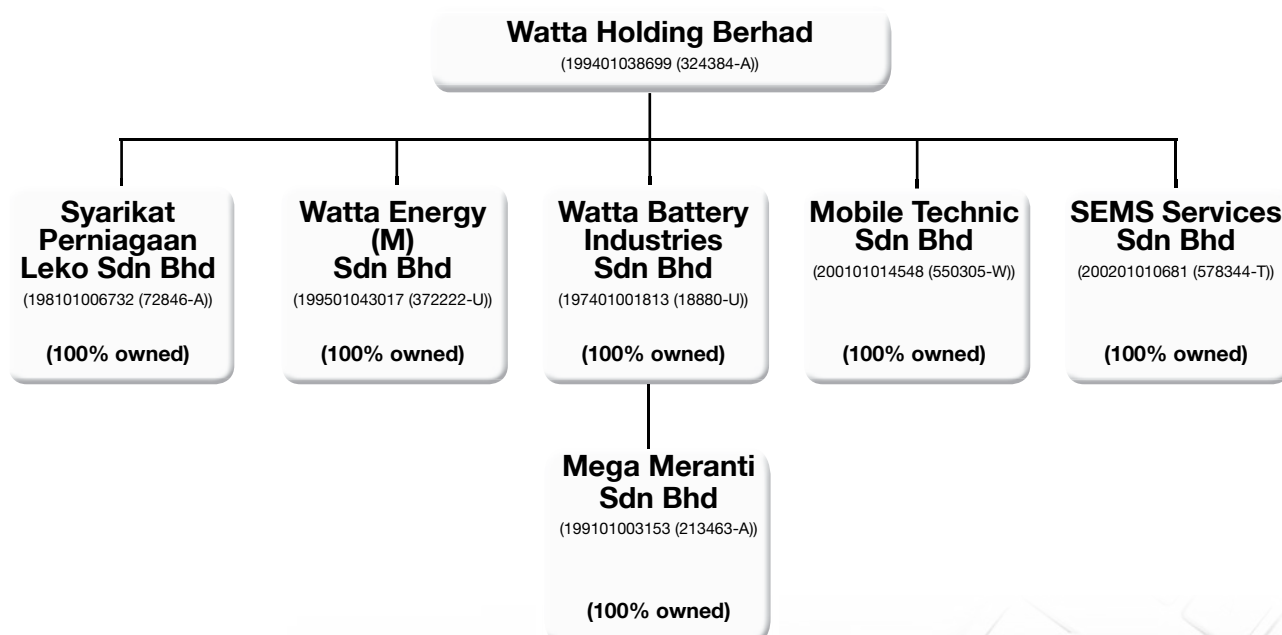 Watta Holding Berhad
(199401038699 (324384-A))
Syarikat
Perniagaan
Leko Sdn Bhd
(198101006732 (72846-A))
(100% owned)
Watta Energy
(M)
Sdn Bhd
(199501043017 (372222-U))
(100% owned)
Watta Battery
Industries
Sdn Bhd
(197401001813 (18880-U))
(100% owned)
Mobile Technic
Sdn Bhd
(200101014548 (550305-W))
(100% owned)
SEMS Services
Sdn Bhd
(200201010681 (578344-T))
(100% owned)
Mega Meranti
Sdn Bhd
(199101003153 (213463-A))
(100% owned)